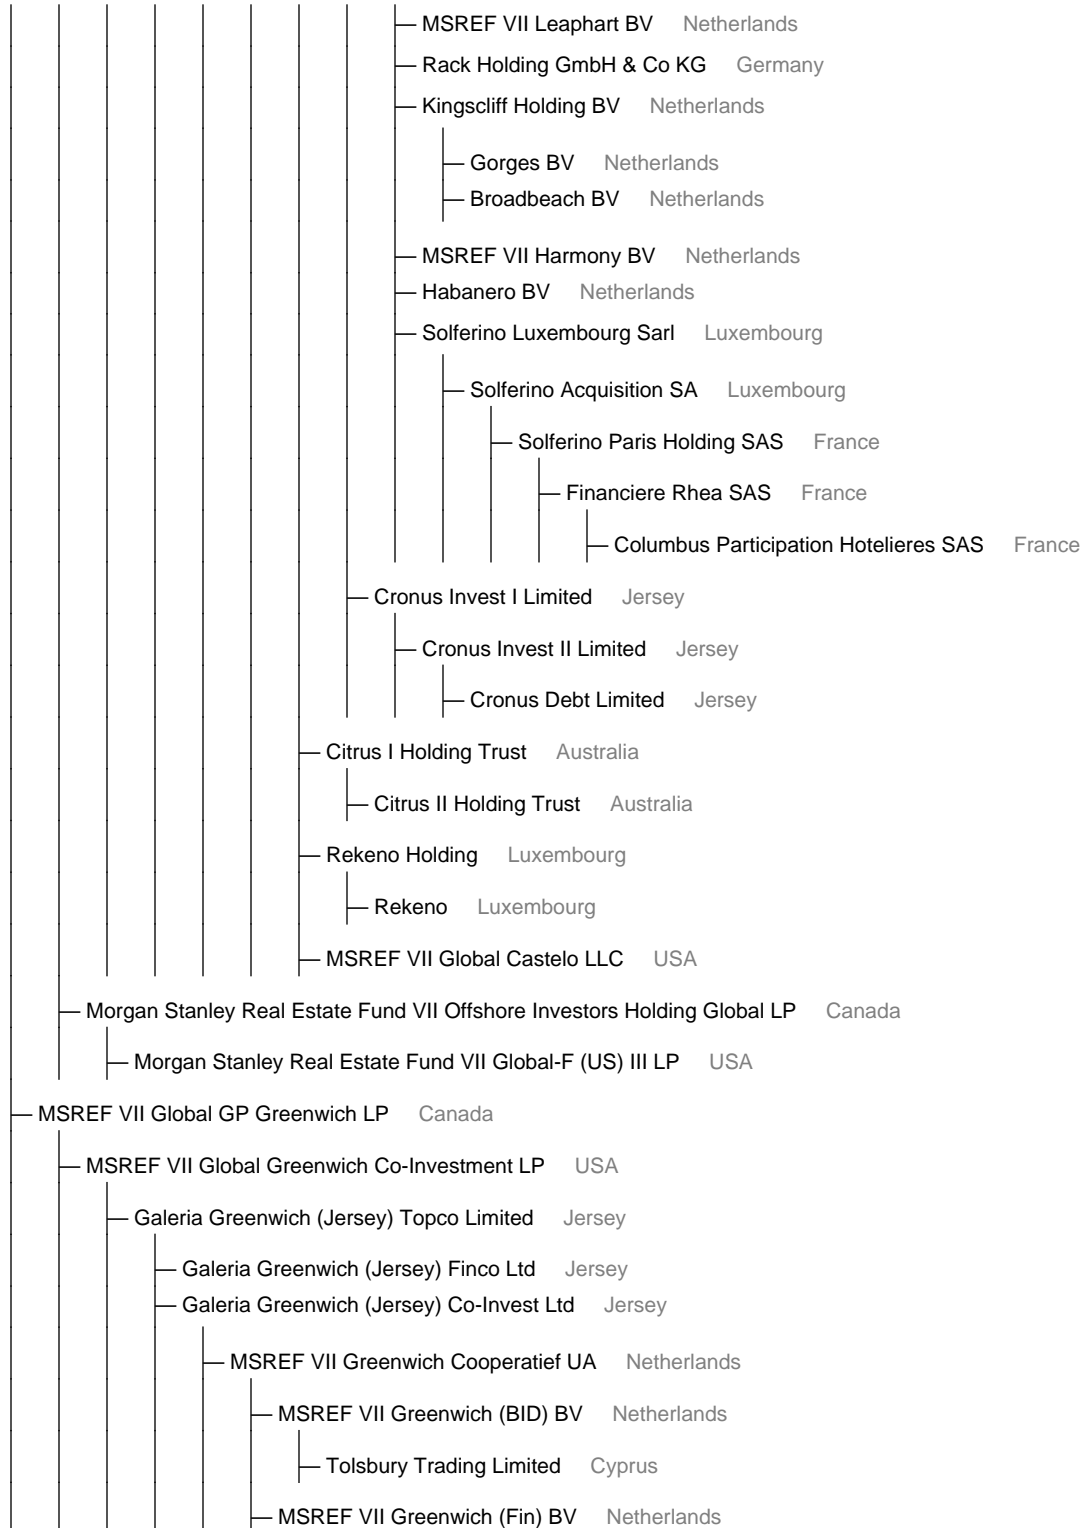 MSREF VII Leaphart BV Netherlands
Rack Holding GmbH & Co KG Germany
Kingscliff Holding BV Netherlands
Gorges BV Netherlands
Broadbeach BV Netherlands
MSREF VII Harmony BV Netherlands
Habanero BV Netherlands
Solferino Luxembourg Sarl Luxembourg
Solferino Acquisition SA Luxembourg
Solferino Paris Holding SAS France
Financiere Rhea SAS France
Columbus Participation Hotelieres SAS France
Cronus Invest I Limited Jersey
Cronus Invest II Limited Jersey
Cronus Debt Limited Jersey
Citrus I Holding Trust Australia
Citrus II Holding Trust Australia
Rekeno Holding Luxembourg
Rekeno Luxembourg
MSREF VII Global Castelo LLC USA
Morgan Stanley Real Estate Fund VII Offshore Investors Holding Global LP Canada
Morgan Stanley Real Estate Fund VII Global-F (US) III LP USA
MSREF VII Global GP Greenwich LP Canada
MSREF VII Global Greenwich Co-Investment LP USA
Galeria Greenwich (Jersey) Topco Limited Jersey
Galeria Greenwich (Jersey) Finco Ltd Jersey
Galeria Greenwich (Jersey) Co-Invest Ltd Jersey
MSREF VII Greenwich Cooperatief UA Netherlands
MSREF VII Greenwich (BID) BV Netherlands
Tolsbury Trading Limited Cyprus
MSREF VII Greenwich (Fin) BV Netherlands